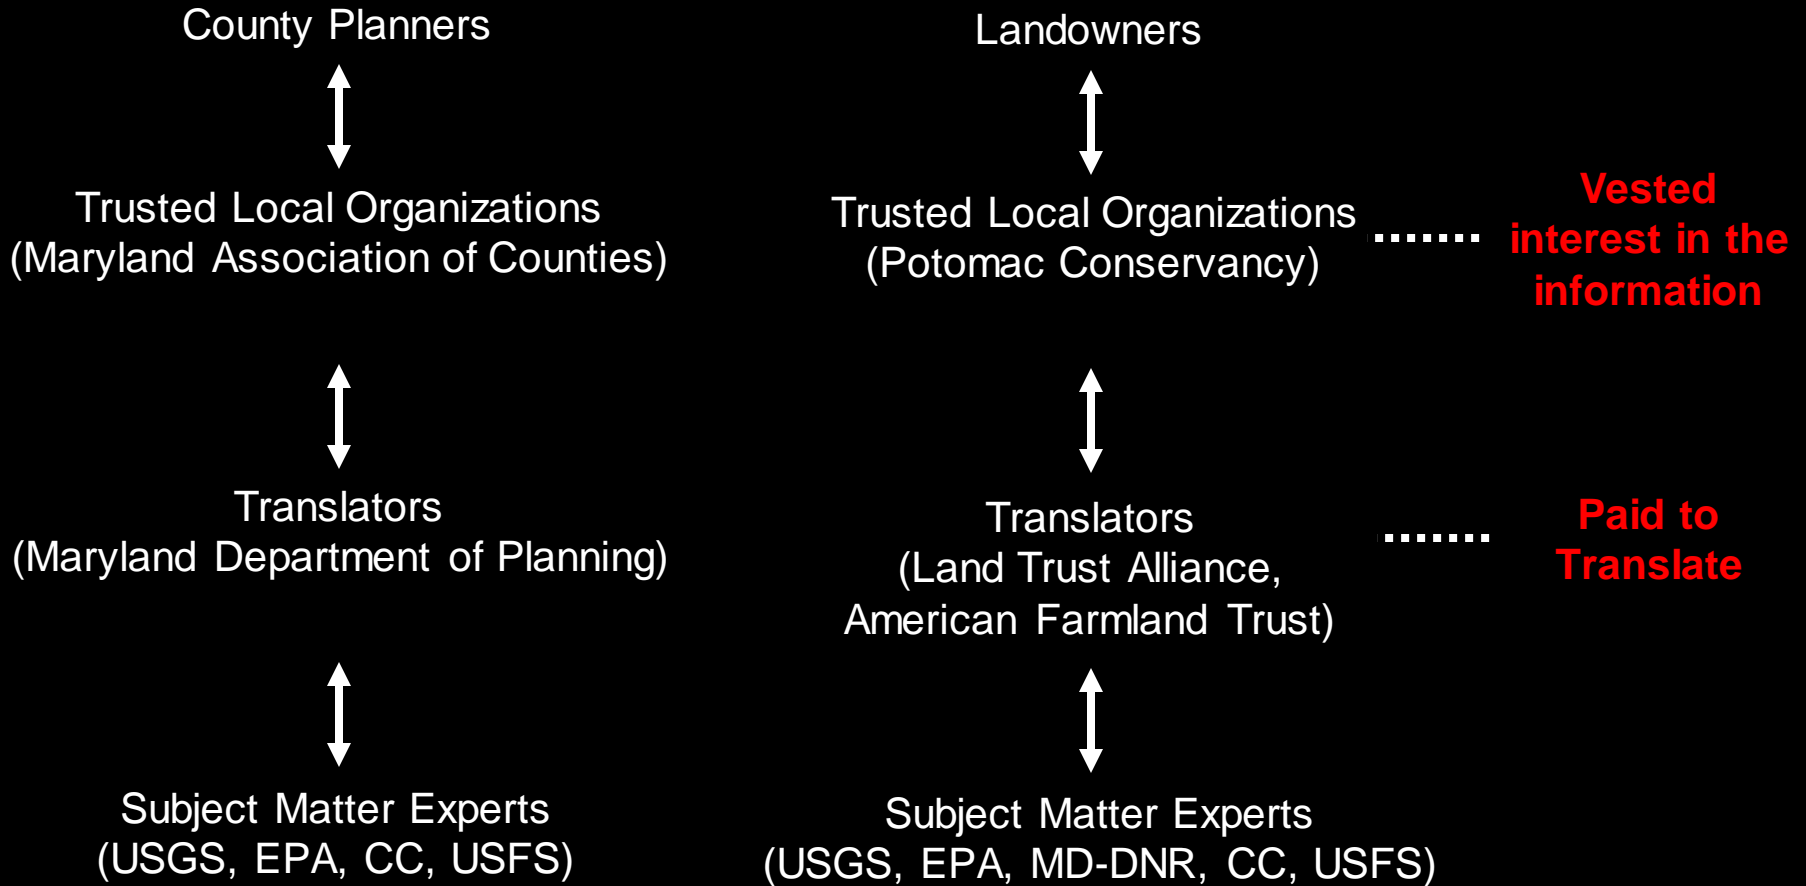 County Planners
Trusted Local Organizations
(Maryland Association of Counties)
Translators
(Maryland Department of Planning)
Subject Matter Experts
(USGS, EPA, CC, USFS)
Landowners
Trusted Local Organizations
(Potomac Conservancy)
Translators
(Land Trust Alliance,
American Farmland Trust)
Subject Matter Experts
(USGS, EPA, MD-DNR, CC, USFS)
Vested
interest in the
information
Paid to
Translate